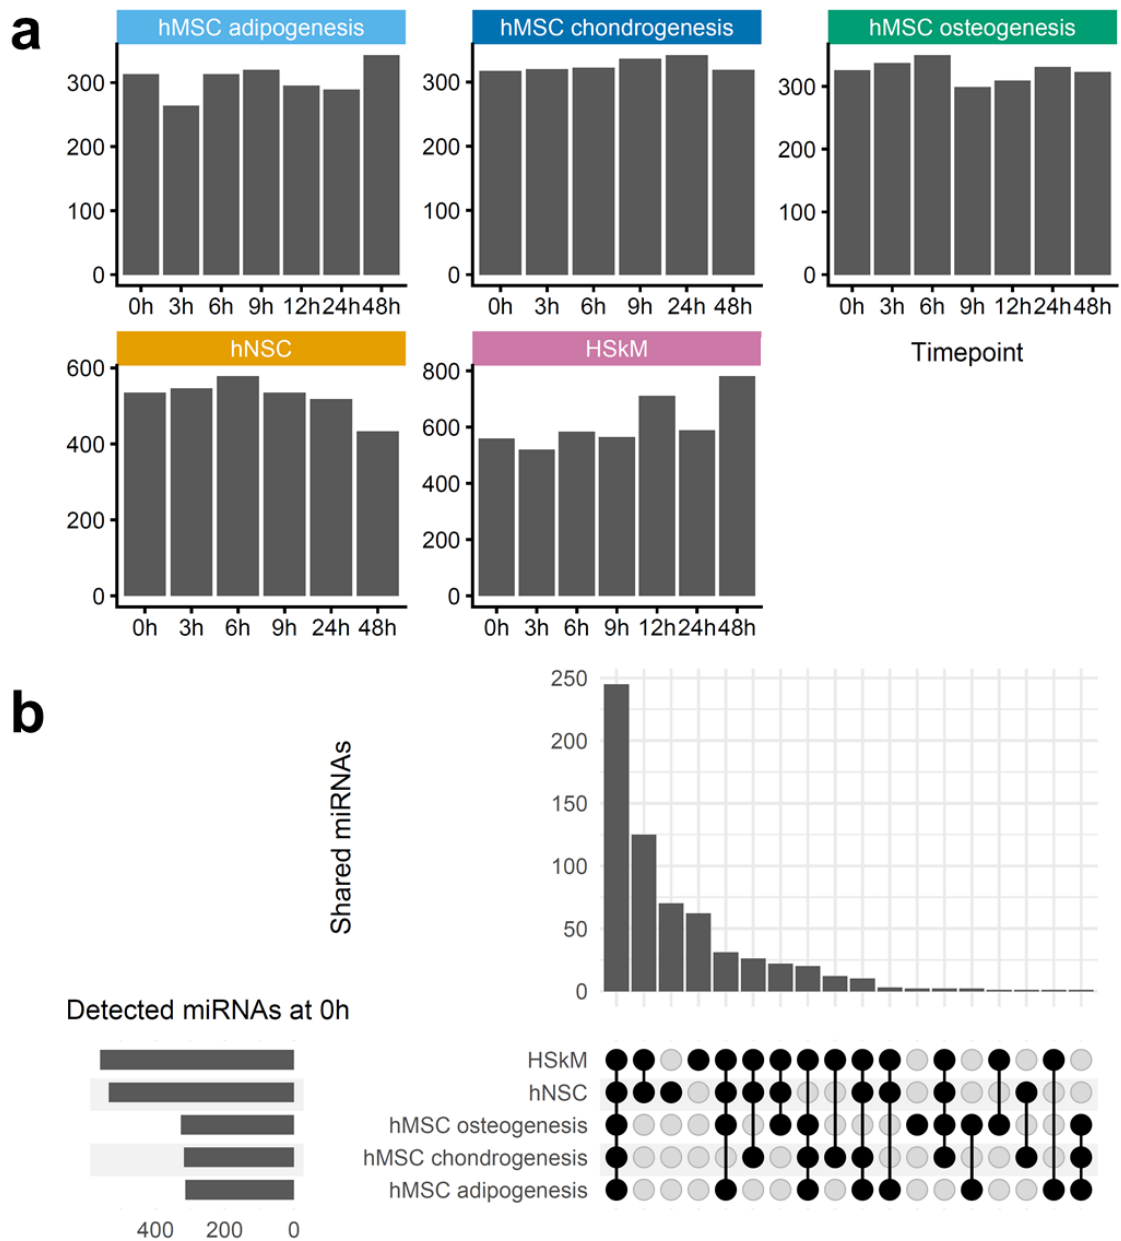 a
hMSC adipogenesis
hMSC chondrogenesis
hMSC osteogenesis
300
200
100
0
0h 3h 6h 9h 12h 24h 48h
300
200
100
0
0h 3h 6h 9h 24h 48h
300
200
100
0
0h 3h 6h 9h 12h 24h 48h
hNSC
HSkM
Timepoint
600
400
200
0
0h 3h 6h 9h 24h 48h
800
600
400
200
0
0h 3h 6h 9h 12h 24h 48h
b
Shared miRNAs
250
200
150
100
50
0
Detected miRNAs at 0h
HSkM
hNSC
hMSC osteogenesis
hMSC chondrogenesis
hMSC adipogenesis
400 200 0